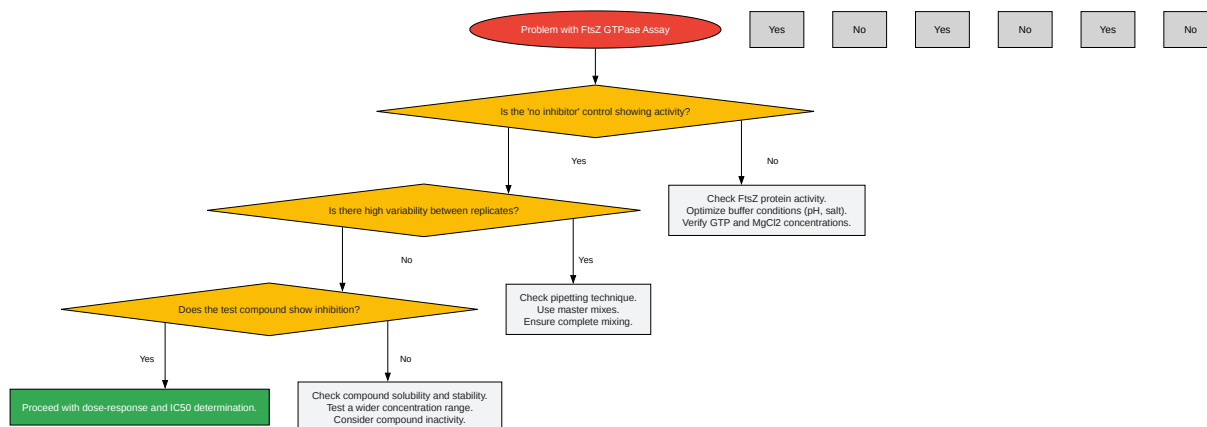 Problem with FtsZ GTPase Assay
Yes
No
Yes
No
Yes
No
Is the 'no inhibitor' control showing activity?
Yes
No
Check FtsZ protein activity.
Optimize buffer conditions (pH, salt).
Verify GTP and MgCl2 concentrations.
Is there high variability between replicates?
No
Yes
Check pipetting technique.
Use master mixes.
Ensure complete mixing.
Does the test compound show inhibition?
Yes
No
Proceed with dose-response and IC50 determination.
Check compound solubility and stability.
Test a wider concentration range.
Consider compound inactivity.